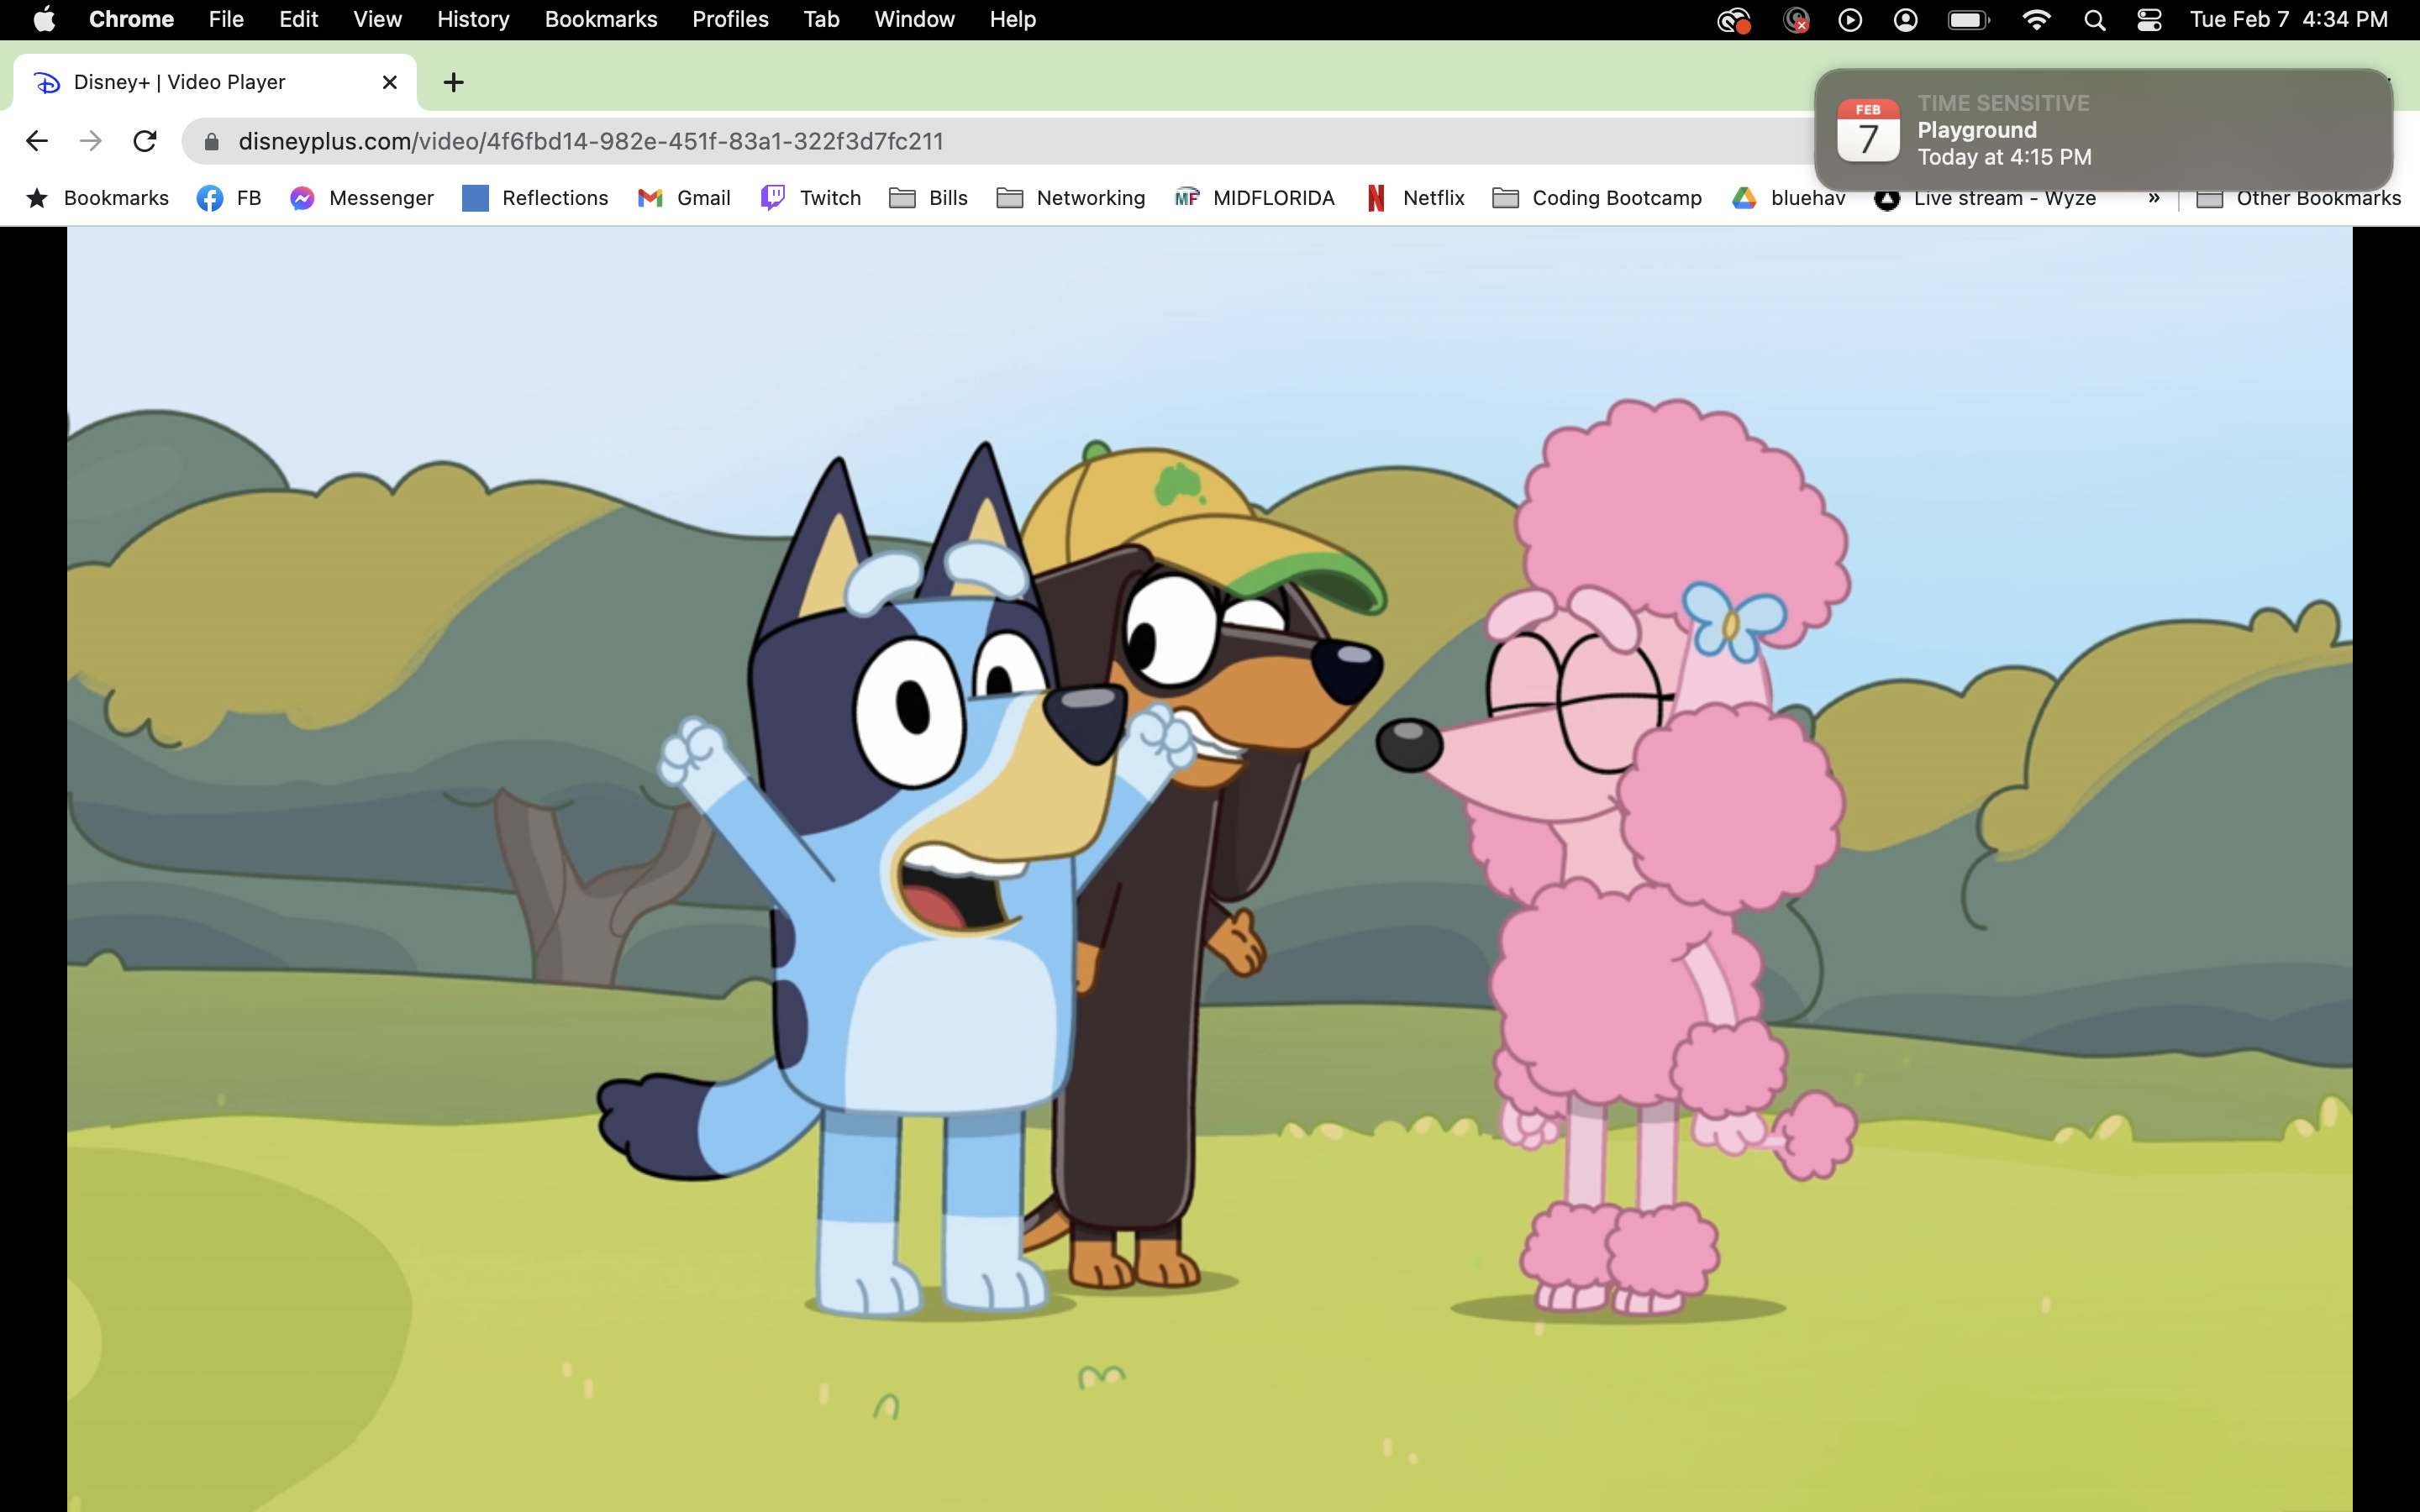 Chrome File Edit View History Bookmarks Profiles Tab Window Help Tue Feb 7 4:34 PM
Disney+ | Video Player
disneyplus.com/video/4f6fbd14-982e-451f-83a1-322f3d7fc211
FEB
7
TIME SENSITIVE
Playground
Today at 4:15 PM
Bookmarks FB Messenger Reflections Gmail Twitch Bills Networking MF MIDFLORIDA Netflix Coding Bootcamp bluehav Live stream - Wyze » Other Bookmarks